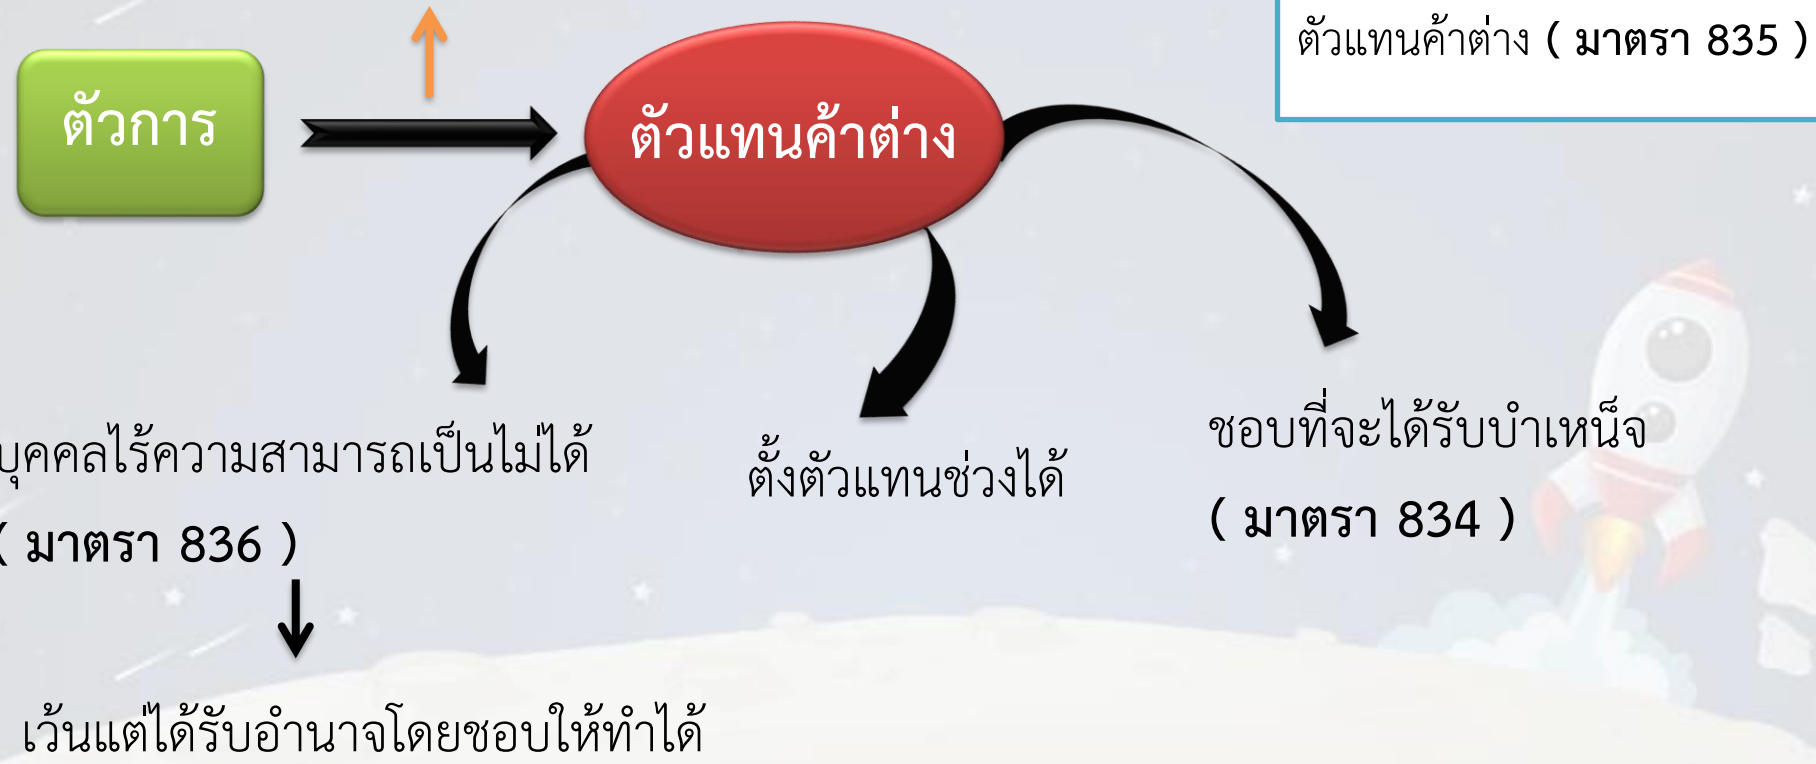 ตัวแทนค้าต่าง ( มาตรา 835 )
ตัวการ
ตัวแทนค้าต่าง
บุคคลไร้ความสามารถเป็นไม่ได้
( มาตรา 836 )
เว้นแต่ได้รับอำนาจโดยชอบให้ทำได้
ตั้งตัวแทนช่วงได้
ชอบที่จะได้รับบำเหน็จ
( มาตรา 834 )